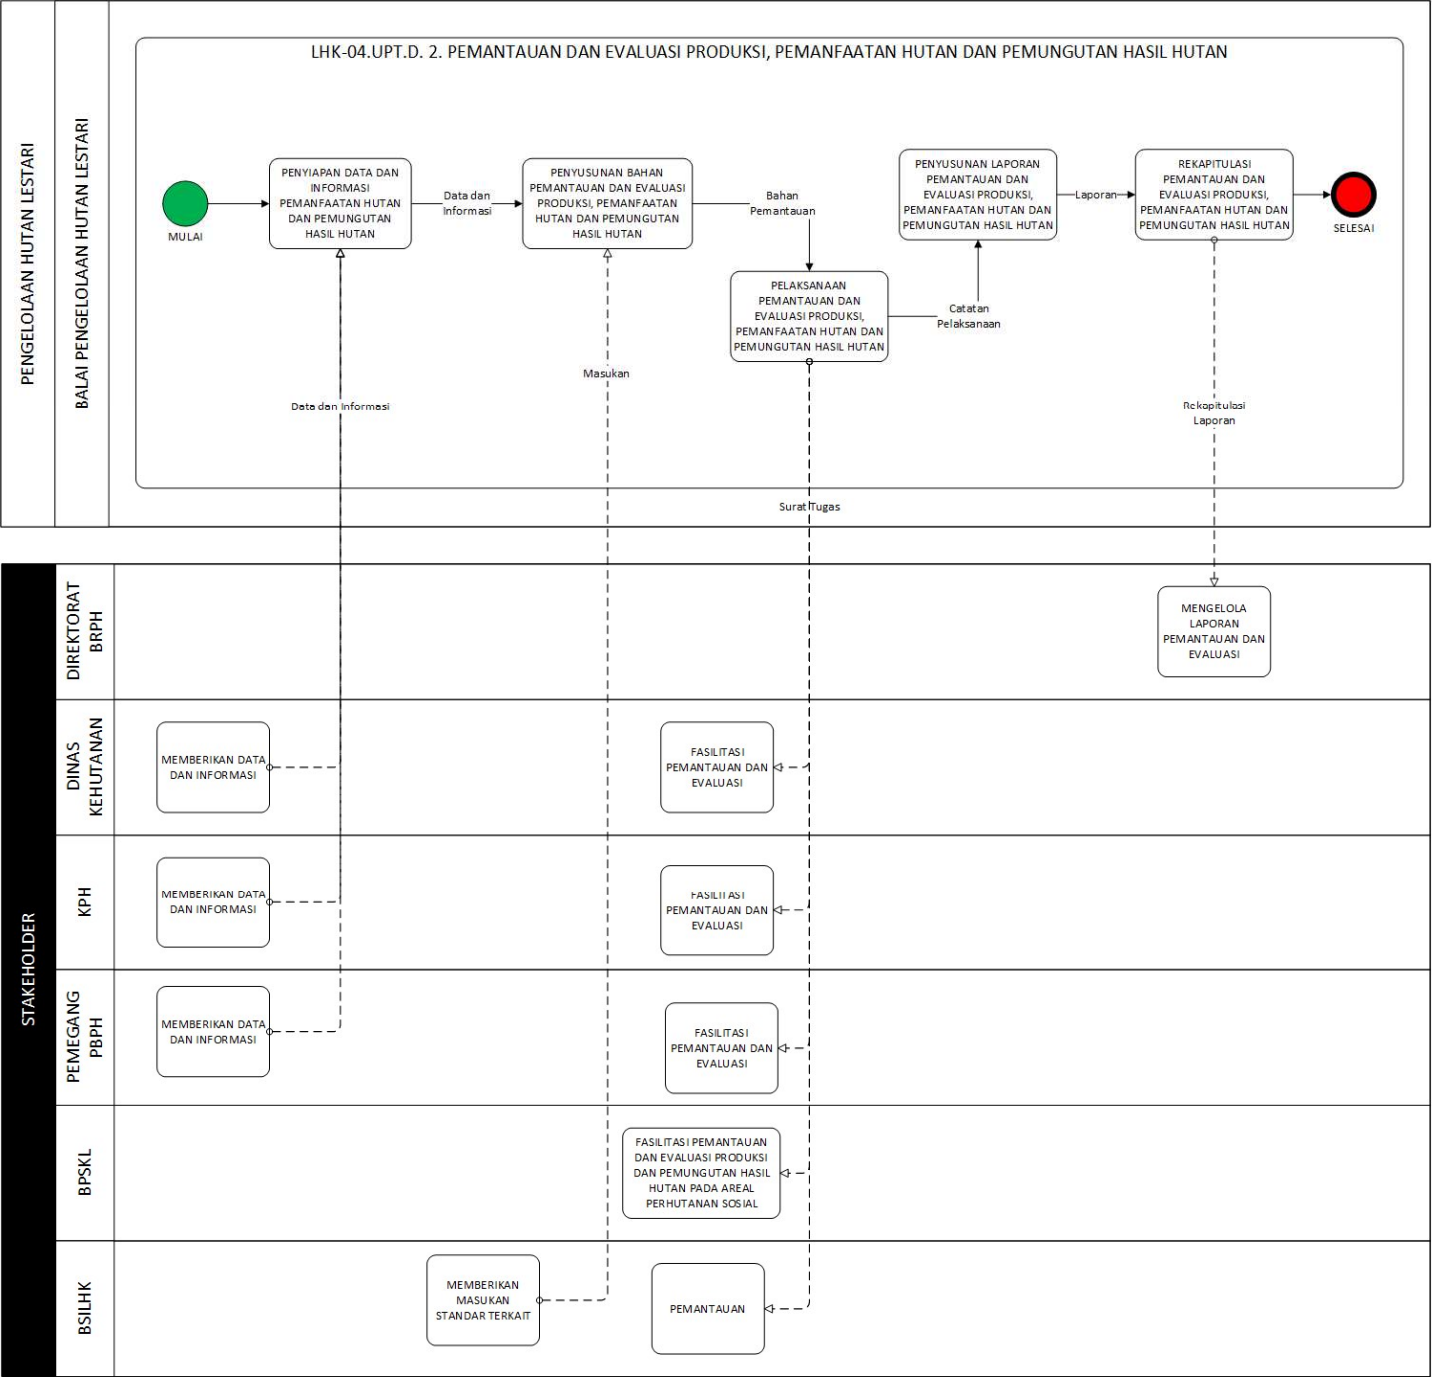 PENGELOLAAN HUTAN LESTARI
BALAI PENGELOLAAN HUTAN LESTARI
LHK-04.UPT.D. 2. PEMANTAUAN DAN EVALUASI PRODUKSI, PEMANFAATAN HUTAN DAN PEMUNGUTAN HASIL HUTAN
MULAI
PENYIAPAN DATA DAN
INFORMASI
PEMANFAATAN HUTAN
DAN PEMUNGUTAN
HASIL HUTAN
Data dan
Informasi
PENYUSUNAN BAHAN
PEMANTAUAN DAN EVALUASI
PRODUKSI, PEMANFAATAN
HUTAN DAN PEMUNGUTAN
HASIL HUTAN
Bahan
Pemantauan
PELAKSANAAN
PEMANTAUAN DAN
EVALUASI PRODUKSI,
PEMANFAATAN HUTAN DAN
PEMUNGUTAN HASIL HUTAN
Catatan
Pelaksanaan
PENYUSUNAN LAPORAN
PEMANTAUAN DAN
EVALUASI PRODUKSI,
PEMANFAATAN HUTAN DAN
PEMUNGUTAN HASIL HUTAN
Laporan
REKAPITULASI
PEMANTAUAN DAN
EVALUASI PRODUKSI,
PEMANFAATAN HUTAN DAN
PEMUNGUTAN HASIL HUTAN
SELESAI
Data dan Informasi
Masukan
Surat Tugas
Rekapitulasi
Laporan
STAKEHOLDER
DIREKTORAT
BRPH
MENGELOLA
LAPORAN
PEMANTAUAN DAN
EVALUASI
DINAS
KEHUTANAN
MEMBERIKAN DATA
DAN INFORMASI
FASILITASI
PEMANTAUAN DAN
EVALUASI
KPH
MEMBERIKAN DATA
DAN INFORMASI
FASILITASI
PEMANTAUAN DAN
EVALUASI
PEMEGANG
PBPH
MEMBERIKAN DATA
DAN INFORMASI
FASILITASI
PEMANTAUAN DAN
EVALUASI
BPSKL
FASILITASI PEMANTAUAN
DAN EVALUASI PRODUKSI
DAN PEMUNGUTAN HASIL
HUTAN PADA AREAL
PERHUTANAN SOSIAL
BSILHK
MEMBERIKAN
MASUKAN
STANDAR TERKAIT
PEMANTAUAN